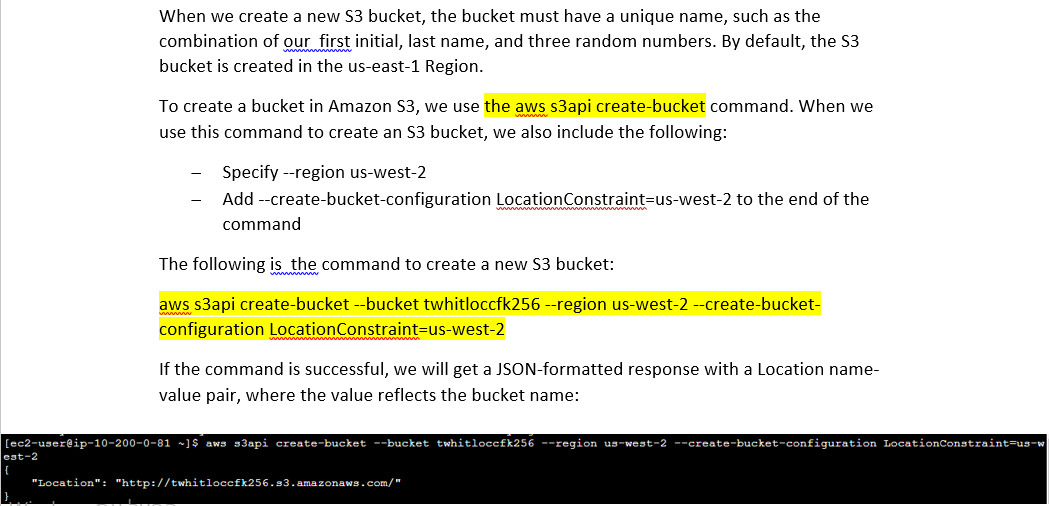 When we create a new S3 bucket, the bucket must have a unique name, such as the
combination of our  first initial, last name, and three random numbers. By default, the S3
bucket is created in the us-east-1 Region.
To create a bucket in Amazon S3, we use the aws s3api create-bucket command. When we
use this command to create an S3 bucket, we also include the following:
– Specify --region us-west-2
– Add --create-bucket-configuration LocationConstraint=us-west-2 to the end of the
command
The following is  the command to create a new S3 bucket:
aws s3api create-bucket --bucket twhitloccfk256 --region us-west-2 --create-bucket-
configuration LocationConstraint=us-west-2
If the command is successful, we will get a JSON-formatted response with a Location name-
value pair, where the value reflects the bucket name:
[ec2-user@ip-10-200-0-81 ~]$ aws s3api create-bucket --bucket twhitloccfk256 --region us-west-2 --create-bucket-configuration LocationConstraint=us-w
est-2
{
"Location": "http://twhitloccfk256.s3.amazonaws.com/"
}